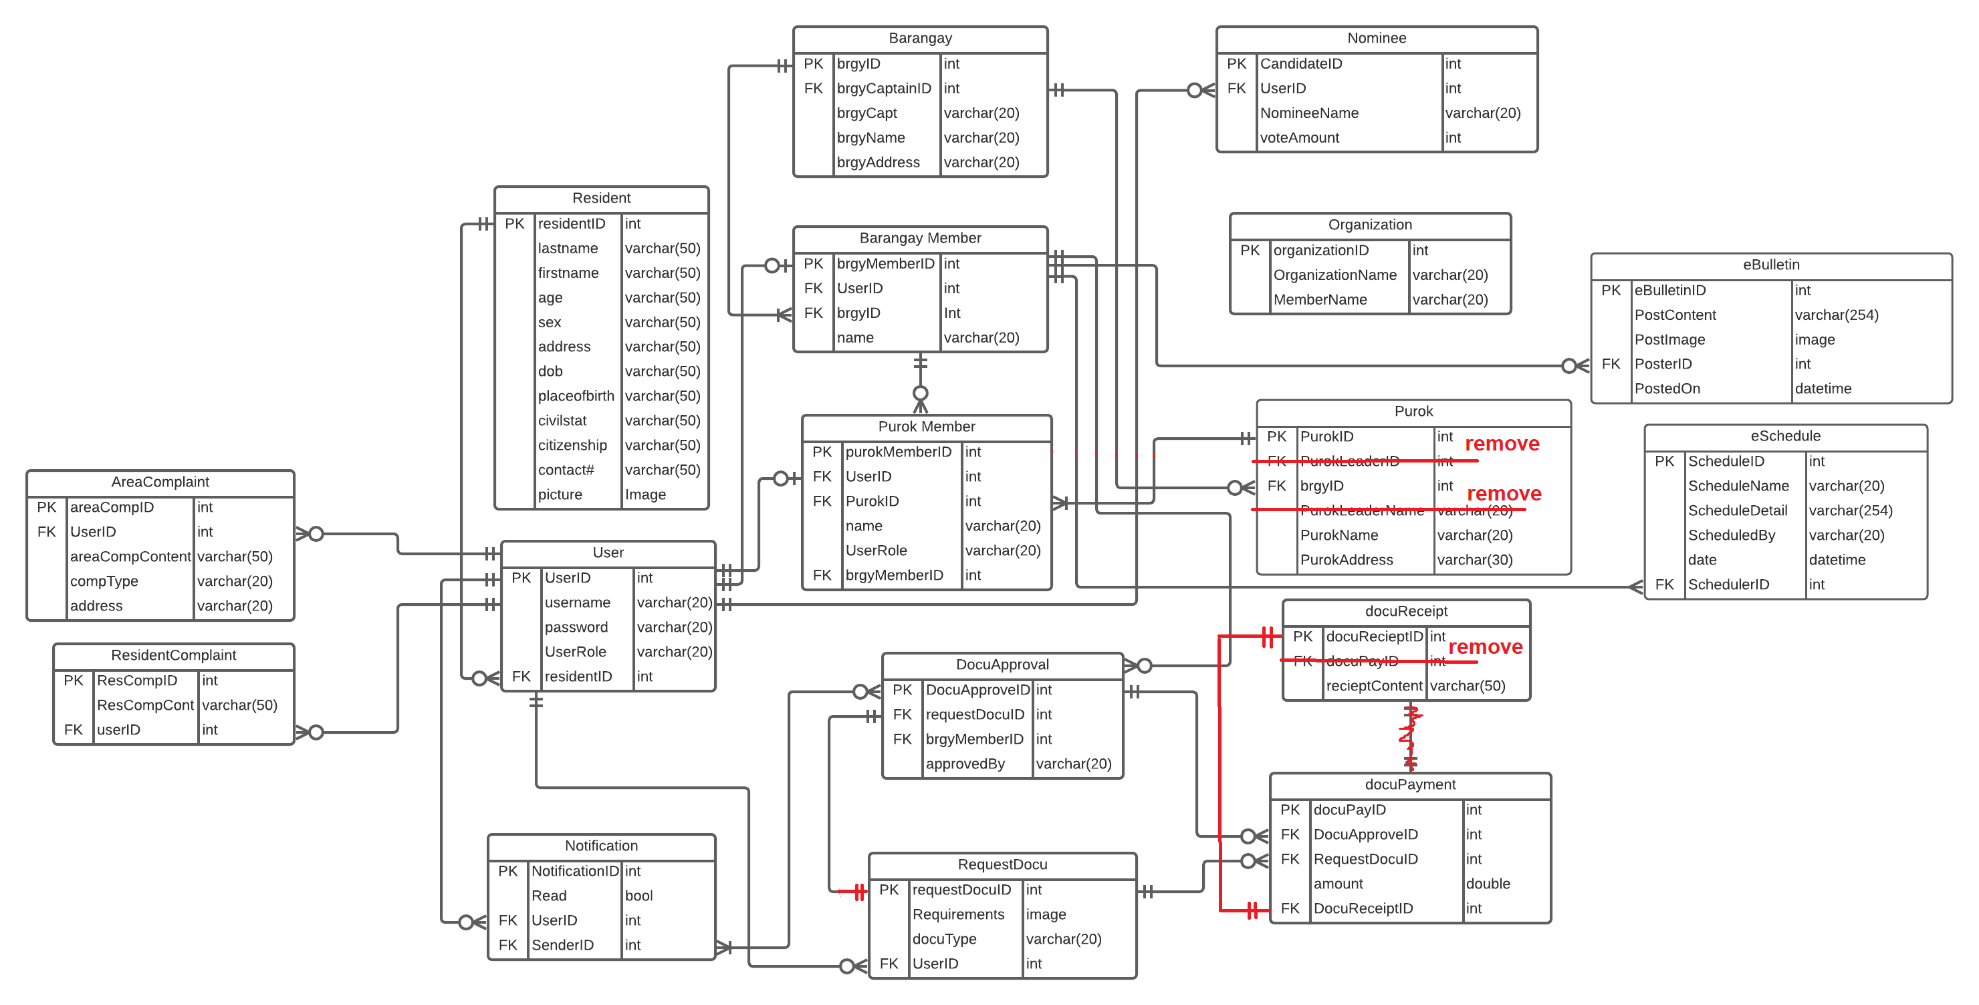 Barangay
PK brgyID int
FK brgyCaptainID int
brgyCapt varchar(20)
brgyName varchar(20)
brgyAddress varchar(20)
Nominee
PK CandidateID int
FK UserID int
NomineeName varchar(20)
voteAmount int
Resident
PK residentID int
lastname varchar(50)
firstname varchar(50)
age varchar(50)
sex varchar(50)
address varchar(50)
dob varchar(50)
placeofbirth varchar(50)
civilstat varchar(50)
citizenship varchar(50)
contact# varchar(50)
picture Image
Barangay Member
PK brgyMemberID int
FK UserID int
FK brgyID Int
name varchar(20)
Organization
PK organizationID int
OrganizationName varchar(20)
MemberName varchar(20)
eBulletin
PK eBulletinID int
PostContent varchar(254)
PostImage image
FK PosterID int
PostedOn datetime
Purok Member
PK purokMemberID int
FK UserID int
FK PurokID int
name varchar(20)
UserRole varchar(20)
FK brgyMemberID int
Purok
PK PurokID int
remove
FK PurokLeaderID int
FK brgyID int
remove
PurokLeaderName varchar(20)
PurokName varchar(20)
PurokAddress varchar(30)
eSchedule
PK ScheduleID int
ScheduleName varchar(20)
ScheduleDetail varchar(254)
ScheduledBy varchar(20)
date datetime
FK SchedulerID int
AreaComplaint
PK areaCompID int
FK UserID int
areaCompContent varchar(50)
compType varchar(20)
address varchar(20)
User
PK UserID int
username varchar(20)
password varchar(20)
UserRole varchar(20)
FK residentID int
ResidentComplaint
PK ResCompID int
ResCompCont varchar(50)
FK userID int
docuReceipt
PK docuRecieptID int
remove
FK docuPayID int
recieptContent varchar(50)
DocuApproval
PK DocuApproveID int
FK requestDocuID int
FK brgyMemberID int
approvedBy varchar(20)
docuPayment
PK docuPayID int
FK DocuApproveID int
FK RequestDocuID int
amount double
FK DocuReceiptID int
Notification
PK NotificationID int
Read bool
FK UserID int
FK SenderID int
RequestDocu
PK requestDocuID int
Requirements image
docuType varchar(20)
FK UserID int